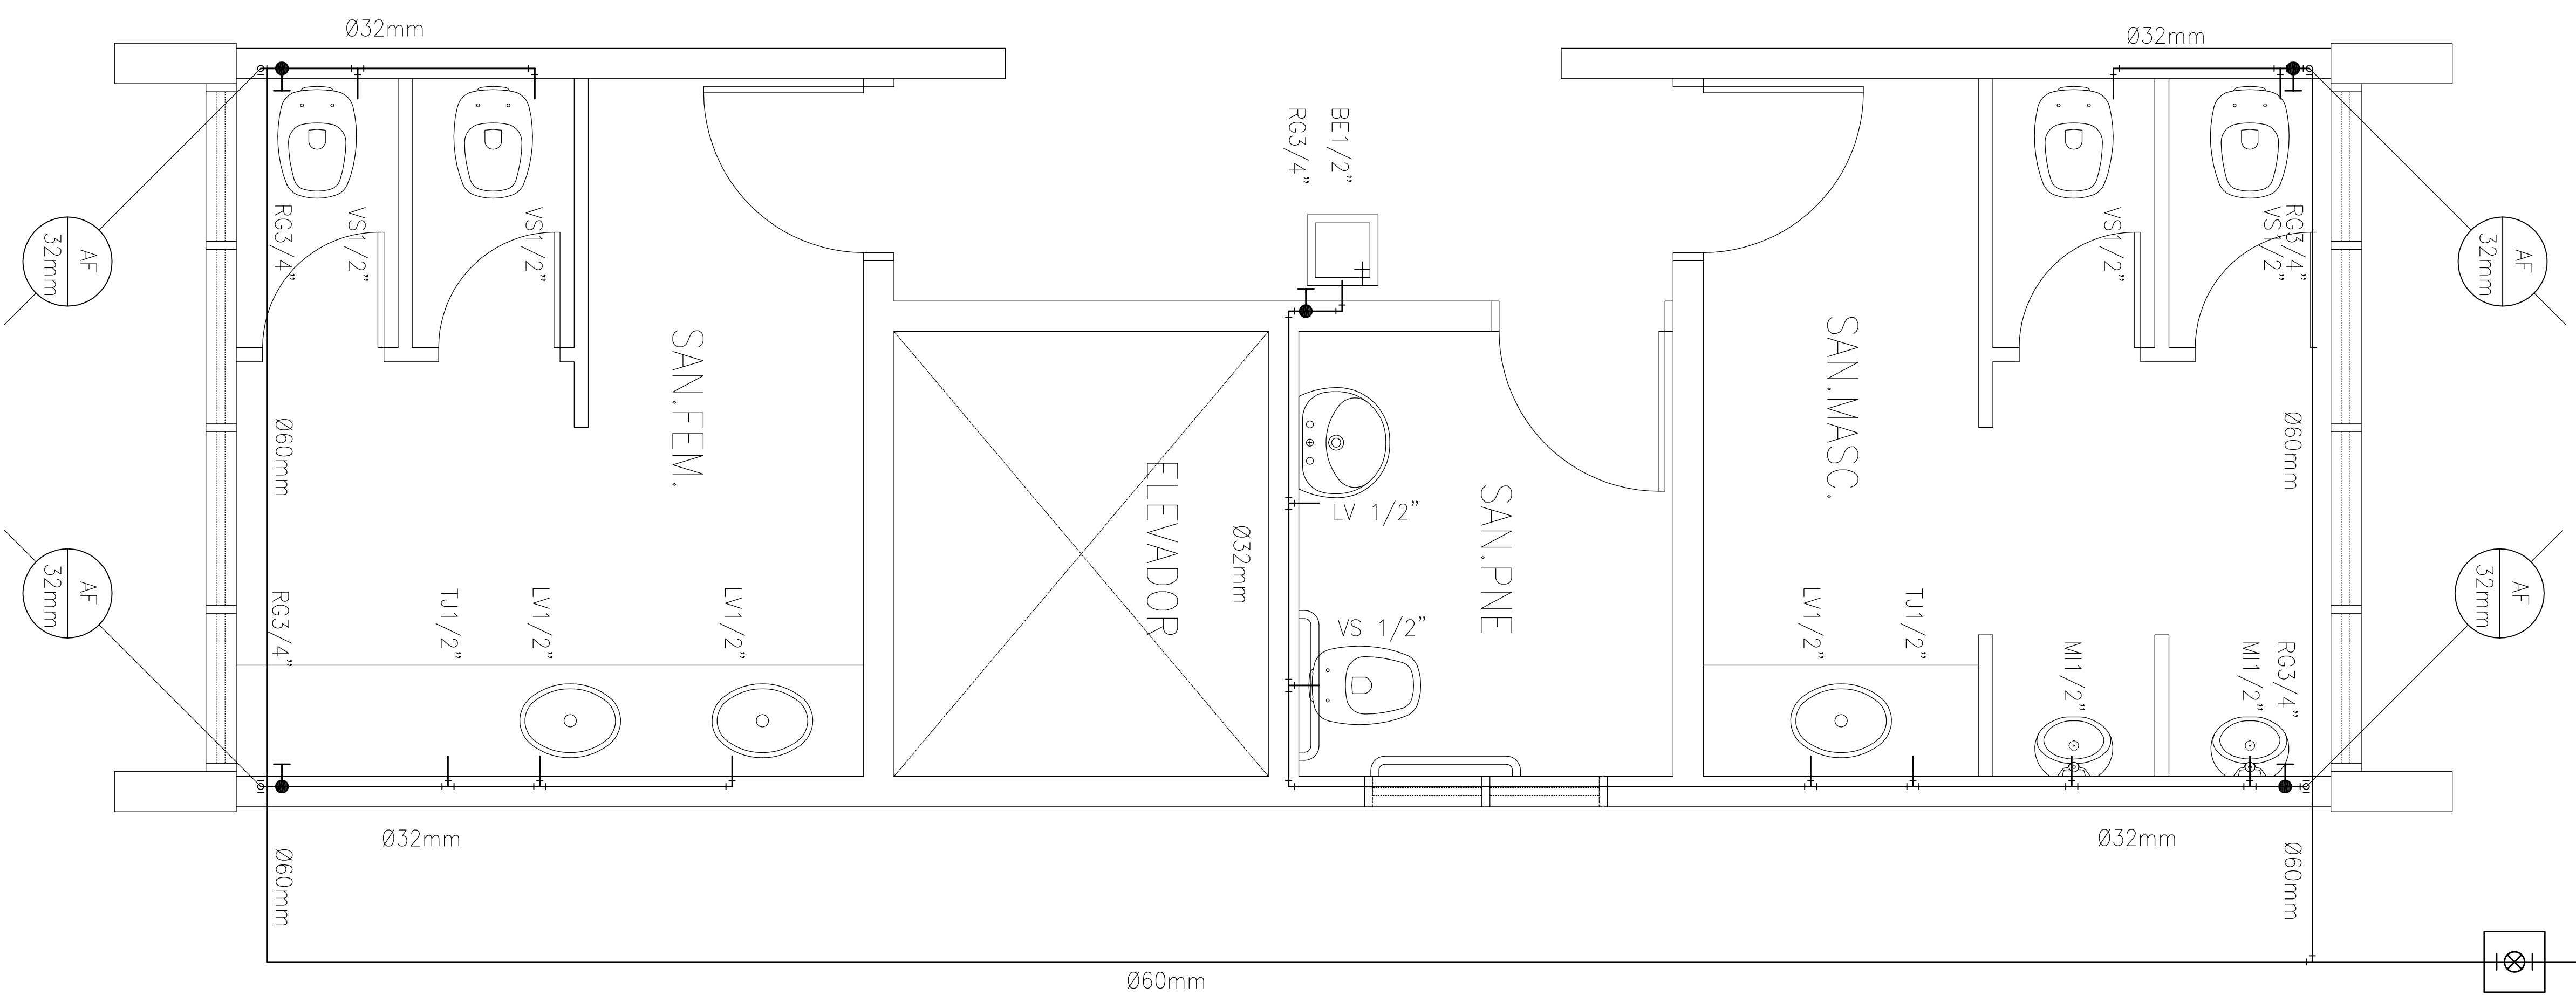 Ø32mm
Ø32mm
BE1/2"
RG3/4"
AF
32mm
RG3/4"
VS1/2"
VS1/2"
VS1/2"
RG3/4"
VS1/2"
AF
32mm
SAN.FEM.
SAN.MASC.
Ø60mm
ELEVADOR
Ø32mm
LV 1/2"
SAN.PNE
Ø60mm
AF
32mm
RG3/4"
TJ1/2"
LV1/2"
LV1/2"
VS 1/2"
LV1/2"
TJ1/2"
MI1/2"
MI1/2"
RG3/4"
AF
32mm
Ø32mm
Ø60mm
Ø32mm
Ø60mm
Ø60mm